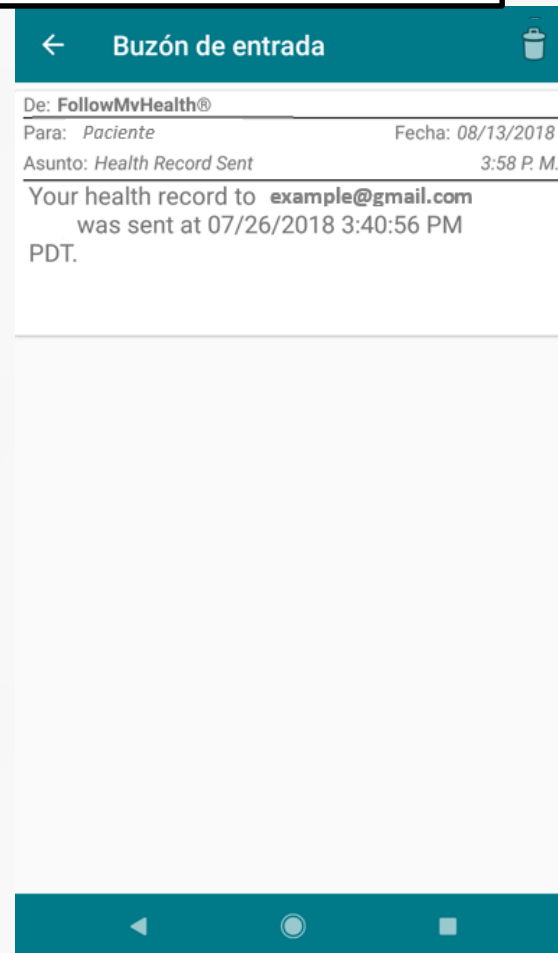 Buzón de entrada
De: FollowMyHealth®
Para: Paciente Fecha: 08/13/2018
Asunto: Health Record Sent 3:58 P. M.
Your health record to example@gmail.com
was sent at 07/26/2018 3:40:56 PM
PDT.